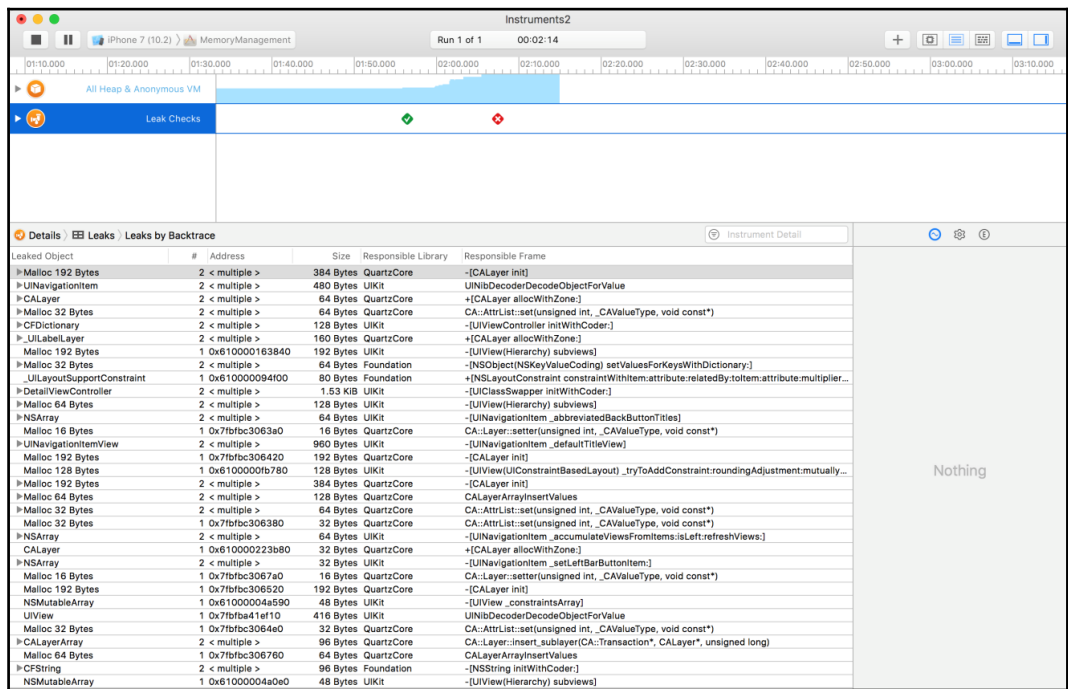 Instruments2
iPhone 7 (10.2) MemoryManagement
Run 1 of 1 00:02:14
01:10.000 01:20.000 01:30.000 01:40.000 01:50.000 02:00.000 02:10.000 02:20.000 02:30.000 02:40.000 02:50.000 03:00.000 03:10.000
All Heap & Anonymous VM
Leak Checks
Details Leaks Leaks by Backtrace Instrument Detail
Leaked Object # Address Size Responsible Library Responsible Frame
Malloc 192 Bytes 2 < multiple > 384 Bytes QuartzCore -[CALayer init]
UINavigationItem 2 < multiple > 480 Bytes UIKit UINibDecoderDecodeObjectForValue
CALayer 2 < multiple > 64 Bytes QuartzCore +[CALayer allocWithZone:]
Malloc 32 Bytes 2 < multiple > 64 Bytes QuartzCore CA::AttrList::set(unsigned int, _CAValueType, void const*)
CFDictionary 2 < multiple > 128 Bytes UIKit -[UIViewController initWithCoder:]
_UILabelLayer 2 < multiple > 160 Bytes QuartzCore +[CALayer allocWithZone:]
Malloc 192 Bytes 1 0x610000163840 192 Bytes UIKit -[UIView(Hierarchy) subviews]
Malloc 32 Bytes 2 < multiple > 64 Bytes Foundation -[NSObject(NSKeyValueCoding) setValuesForKeysWithDictionary:]
_UILayoutSupportConstraint 1 0x610000094f00 80 Bytes Foundation +[NSLayoutConstraint constraintWithItem:attribute:relatedBy:toItem:attribute:multiplier...
DetailViewController 2 < multiple > 1.53 KiB UIKit -[UIClassSwapper initWithCoder:]
Malloc 64 Bytes 2 < multiple > 128 Bytes UIKit -[UIView(Hierarchy) subviews]
NSArray 2 < multiple > 64 Bytes UIKit -[UINavigationItem _abbreviatedBackButtonTitles]
Malloc 16 Bytes 1 0x7fbfbc3063a0 16 Bytes QuartzCore CA::Layer::setter(unsigned int, _CAValueType, void const*)
UINavigationItemView 2 < multiple > 960 Bytes UIKit -[UINavigationItem _defaultTitleView]
Malloc 192 Bytes 1 0x7fbfbc306420 192 Bytes QuartzCore -[CALayer init]
Malloc 128 Bytes 1 0x6100000fb780 128 Bytes UIKit -[UIView(UIConstraintBasedLayout) _tryToAddConstraint:roundingAdjustment:mutually...
Malloc 192 Bytes 2 < multiple > 384 Bytes QuartzCore -[CALayer init]
Malloc 64 Bytes 2 < multiple > 128 Bytes QuartzCore CALayerArrayInsertValues
Malloc 32 Bytes 2 < multiple > 64 Bytes QuartzCore CA::AttrList::set(unsigned int, _CAValueType, void const*)
Malloc 32 Bytes 1 0x7fbfbc306380 32 Bytes QuartzCore CA::AttrList::set(unsigned int, _CAValueType, void const*)
NSArray 2 < multiple > 64 Bytes UIKit -[UINavigationItem _accumulateViewsFromItems:isLeft:refreshViews:]
CALayer 1 0x610000223b80 32 Bytes QuartzCore +[CALayer allocWithZone:]
NSArray 2 < multiple > 32 Bytes UIKit -[UINavigationItem _setLeftBarButtonItem:]
Malloc 16 Bytes 1 0x7fbfbc3067a0 16 Bytes QuartzCore CA::Layer::setter(unsigned int, _CAValueType, void const*)
Malloc 192 Bytes 1 0x7fbfbc306520 192 Bytes QuartzCore -[CALayer init]
NSMutableArray 1 0x61000004a590 48 Bytes UIKit -[UIView _constraintsArray]
UIView 1 0x7fbfba41ef10 416 Bytes UIKit UINibDecoderDecodeObjectForValue
Malloc 32 Bytes 1 0x7fbfbc3064e0 32 Bytes QuartzCore CA::AttrList::set(unsigned int, _CAValueType, void const*)
CALayerArray 2 < multiple > 96 Bytes QuartzCore CA::Layer::insert_sublayer(CA::Transaction*, CALayer*, unsigned long)
Malloc 64 Bytes 1 0x7fbfbc306760 64 Bytes QuartzCore CALayerArrayInsertValues
CFString 2 < multiple > 96 Bytes Foundation -[NSString initWithCoder:]
NSMutableArray 1 0x61000004a0e0 48 Bytes UIKit -[UIView(Hierarchy) subviews]
Nothing